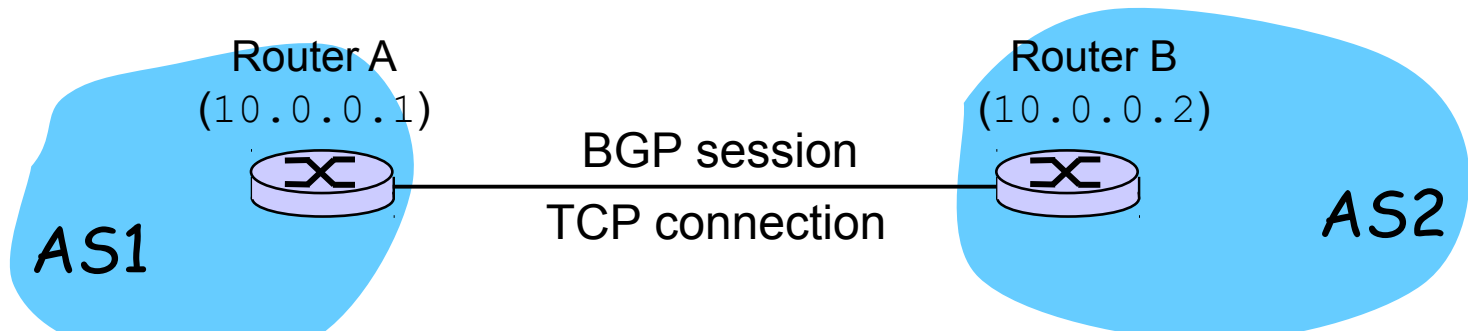 Router A
(10.0.0.1)
Router B
(10.0.0.2)
BGP session
TCP connection
AS1
AS2